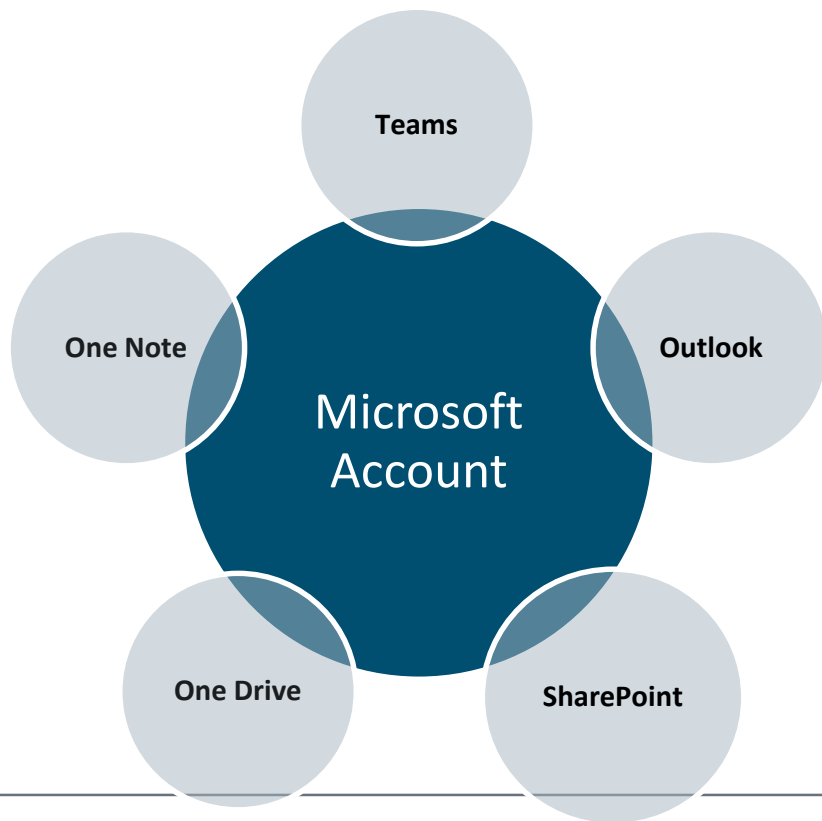 Teams
One Note
Outlook
Microsoft
Account
One Drive
SharePoint